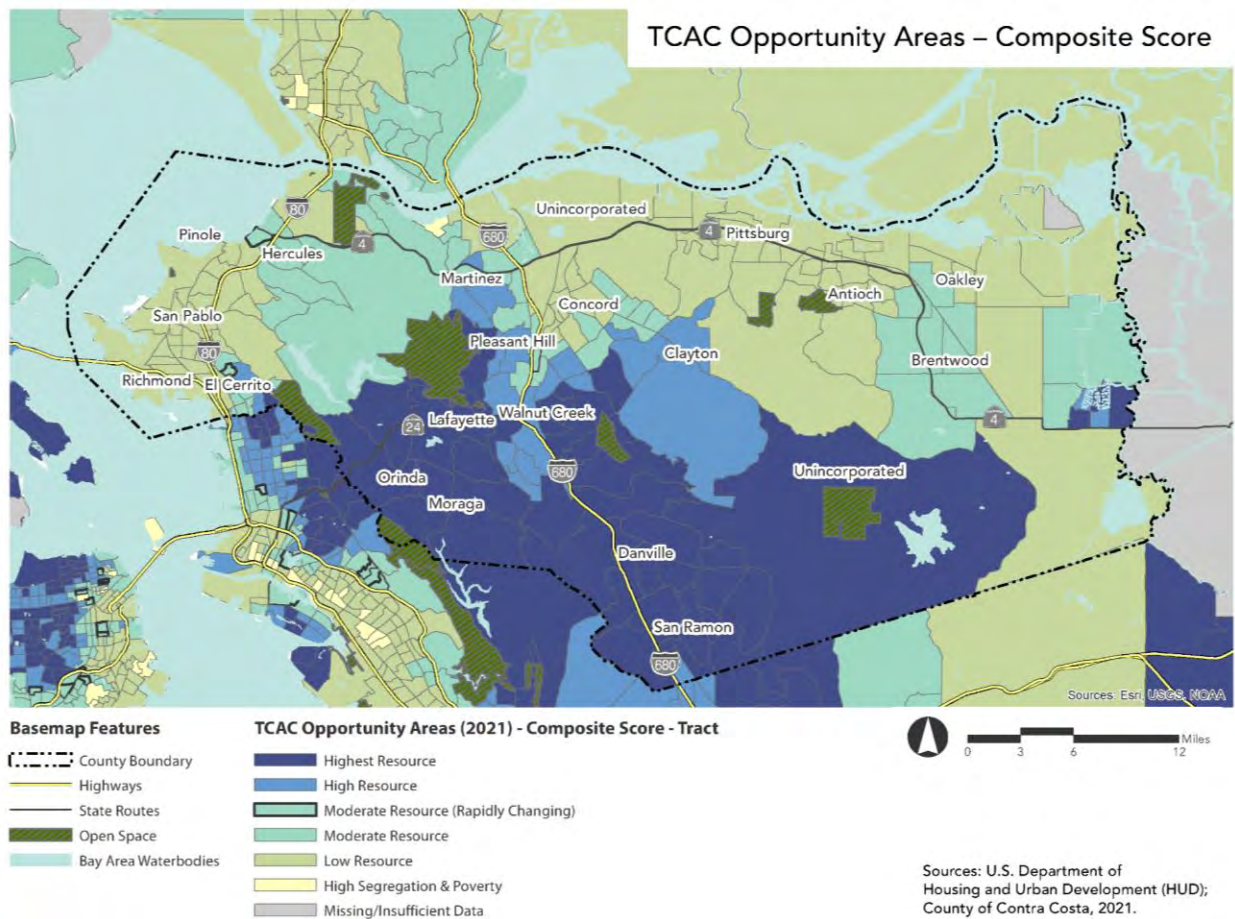 TCAC Opportunity Areas – Composite Score
80
Unincorporated
680
Pinole
4
4
Pittsburg
Hercules
Martinez
Oakley
Antioch
Concord
San Pablo
Pleasant Hill
Clayton
80
Brentwood
Richmond
El Cerrito
Lafayette
Walnut Creek
24
4
680
Orinda
Unincorporated
Moraga
Danville
San Ramon
680
Sources: Esri, USGS, NOAA
Basemap Features
County Boundary
Highways
State Routes
Open Space
Bay Area Waterbodies
TCAC Opportunity Areas (2021) - Composite Score - Tract
Highest Resource
High Resource
Moderate Resource (Rapidly Changing)
Moderate Resource
Low Resource
High Segregation & Poverty
Missing/Insufficient Data
Miles
0 3 6 12
Sources: U.S. Department of
Housing and Urban Development (HUD);
County of Contra Costa, 2021.